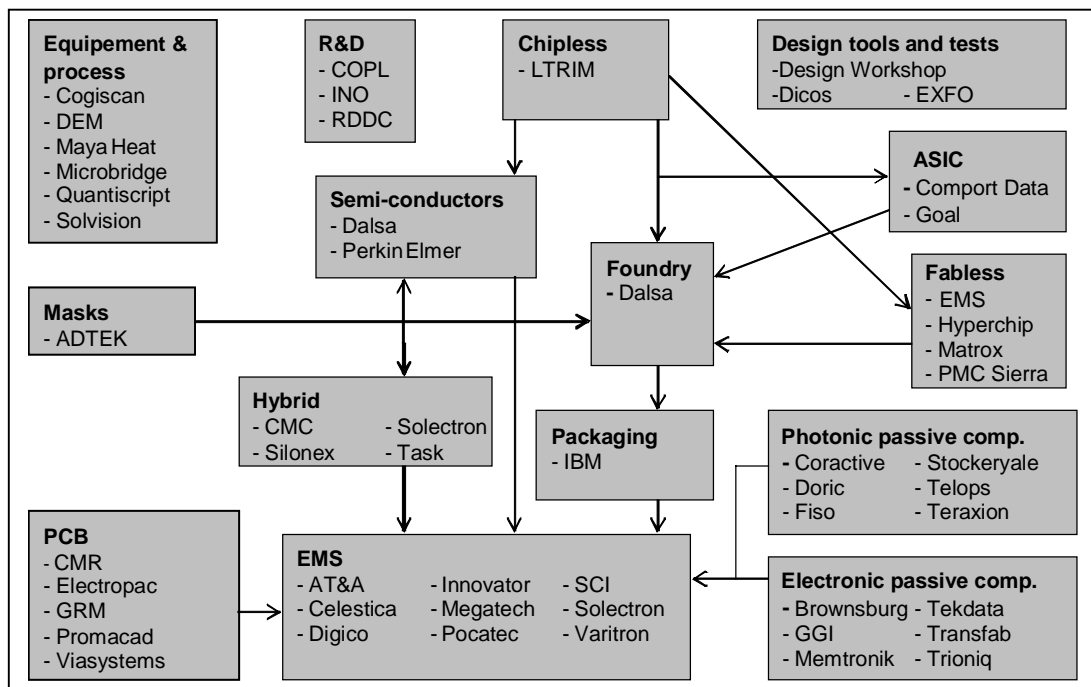 Equipement &
process
- Cogiscan
- DEM
- Maya Heat
- Microbridge
- Quantiscript
- Solvision
R&D
- COPL
- INO
- RDDC
Chipless
- LTRIM
Design tools and tests
-Design Workshop
-Dicos - EXFO
ASIC
- Comport Data
- Goal
Semi-conductors
- Dalsa
- Perkin Elmer
Foundry
- Dalsa
Fabless
- EMS
- Hyperchip
- Matrox
- PMC Sierra
Masks
- ADTEK
Hybrid
- CMC - Solectron
- Silonex - Task
Packaging
- IBM
Photonic passive comp.
- Coractive - Stockeryale
- Doric - Telops
- Fiso - Teraxion
PCB
- CMR
- Electropac
- GRM
- Promacad
- Viasystems
EMS
- AT&A - Innovator - SCI
- Celestica - Megatech - Solectron
- Digico - Pocatec - Varitron
Electronic passive comp.
- Brownsburg - Tekdata
- GGI - Transfab
- Memtronik - Trioniq